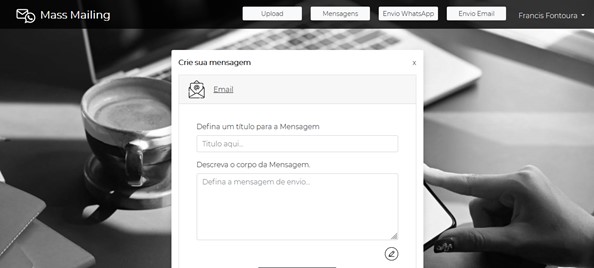 Mass Mailing
Upload
Mensagens
Envio WhatsApp
Envio Email
Francis Fontoura
Crie sua mensagem
x
Email
Defina um título para a Mensagem
Título aqui...
Descreva o corpo da Mensagem.
Defina a mensagem de envio...